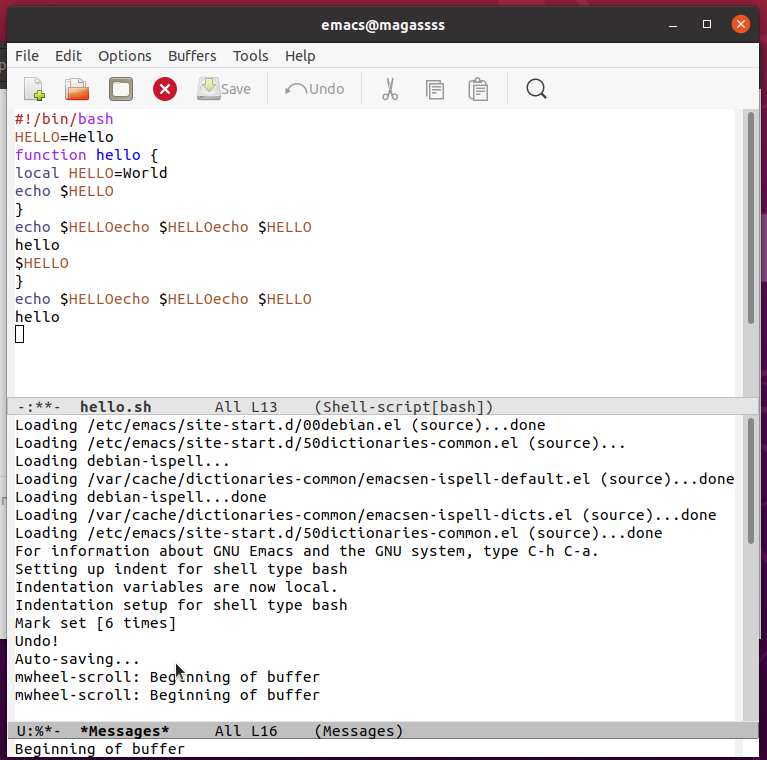 emacs@magassss
File Edit Options Buffers Tools Help
Save Undo
#!/bin/bash
HELLO=Hello
function hello {
local HELLO=World
echo $HELLO
}
echo $HELLOecho $HELLOecho $HELLO
hello
$HELLO
}
echo $HELLOecho $HELLOecho $HELLO
hello
-:**-  hello.sh       All L13    (Shell-script[bash])
Loading /etc/emacs/site-start.d/00debian.el (source)...done
Loading /etc/emacs/site-start.d/50dictionaries-common.el (source)...
Loading debian-ispell...
Loading /var/cache/dictionaries-common/emacsen-ispell-default.el (source)...done
Loading debian-ispell...done
Loading /var/cache/dictionaries-common/emacsen-ispell-dicts.el (source)...done
Loading /etc/emacs/site-start.d/50dictionaries-common.el (source)...done
For information about GNU Emacs and the GNU system, type C-h C-a.
Setting up indent for shell type bash
Indentation variables are now local.
Indentation setup for shell type bash
Mark set [6 times]
Undo!
Auto-saving...
mwheel-scroll: Beginning of buffer
mwheel-scroll: Beginning of buffer
U:%*-  *Messages*     All L16    (Messages)
Beginning of buffer